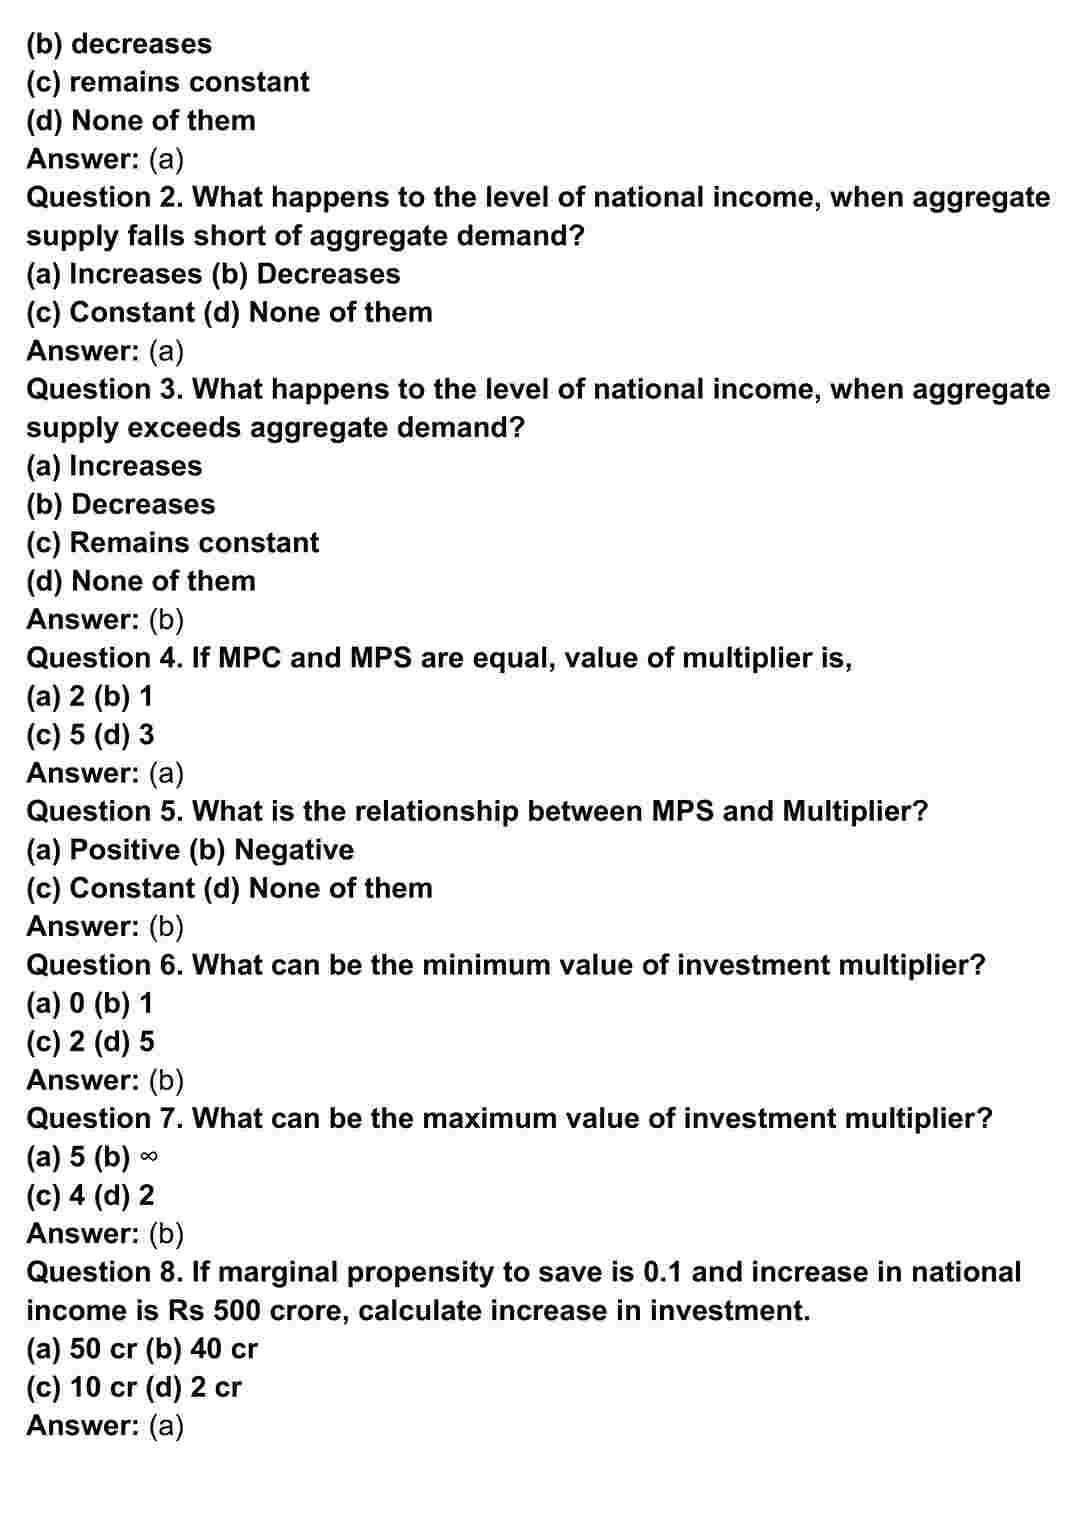 (b) decreases
(c) remains constant
(d) None of them
Answer: (a)
Question 2. What happens to the level of national income, when aggregate
supply falls short of aggregate demand?
(a) Increases (b) Decreases
(c) Constant (d) None of them
Answer: (a)
Question 3. What happens to the level of national income, when aggregate
supply exceeds aggregate demand?
(a) Increases
(b) Decreases
(c) Remains constant
(d) None of them
Answer: (b)
Question 4. If MPC and MPS are equal, value of multiplier is,
(a) 2 (b) 1
(c) 5 (d) 3
Answer: (a)
Question 5. What is the relationship between MPS and Multiplier?
(a) Positive (b) Negative
(c) Constant (d) None of them
Answer: (b)
Question 6. What can be the minimum value of investment multiplier?
(a) 0 (b) 1
(c) 2 (d) 5
Answer: (b)
Question 7. What can be the maximum value of investment multiplier?
(a) 5 (b) ∞
(c) 4 (d) 2
Answer: (b)
Question 8. If marginal propensity to save is 0.1 and increase in national
income is Rs 500 crore, calculate increase in investment.
(a) 50 cr (b) 40 cr
(c) 10 cr (d) 2 cr
Answer: (a)